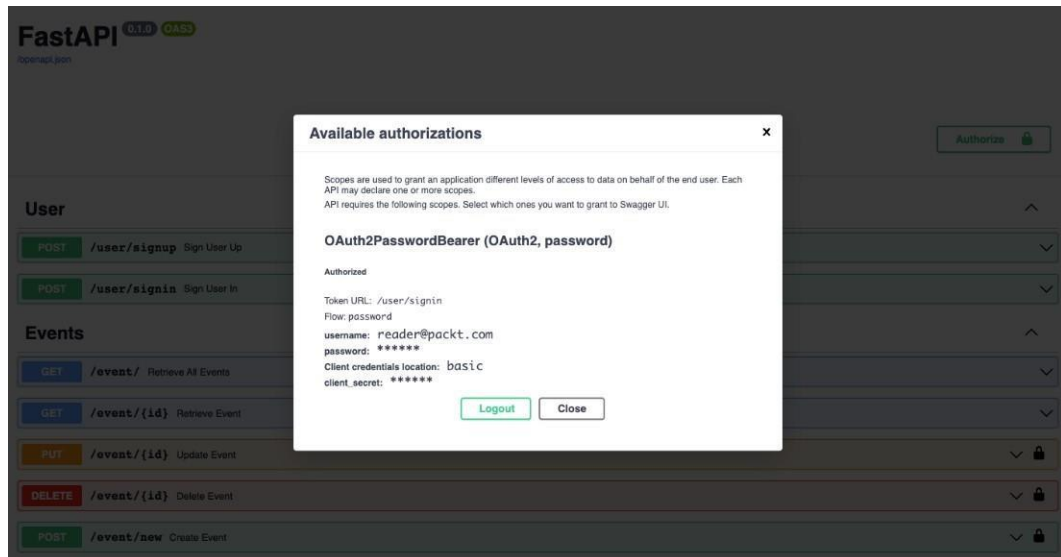 FastAPI 0.1.0 OAS3
/openapi.json
Authorize
Available authorizations x
Scopes are used to grant an application different levels of access to data on behalf of the end user. Each
API may declare one or more scopes.
API requires the following scopes. Select which ones you want to grant to Swagger UI.
OAuth2PasswordBearer (OAuth2, password)
Authorized
Token URL: /user/signin
Flow: password
username: reader@packt.com
password: ******
Client credentials location: basic
client_secret: ******
Logout Close
User
POST /user/signup Sign User Up
POST /user/signin Sign User In
Events
GET /event/ Retrieve All Events
GET /event/{id} Retrieve Event
PUT /event/{id} Update Event
DELETE /event/{id} Delete Event
POST /event/new Create Event